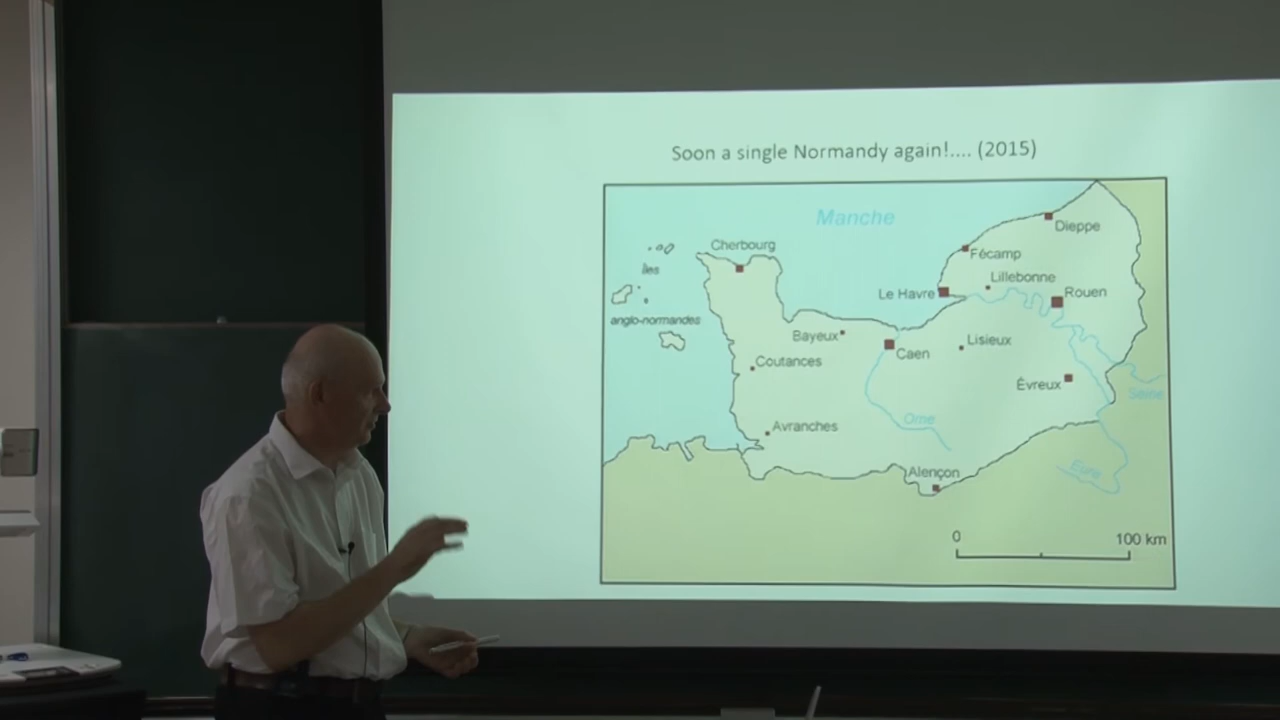 Soon a single Normandy again!.... (2015)
Manche
Dieppe
Cherbourg
Fécamp
Îles
Lillebonne
Le Havre
Rouen
anglo-normandes
Bayeux
Lisieux
Caen
Coutances
Évreux
Seine
Orne
Avranches
Alençon
Eure
0
100 km